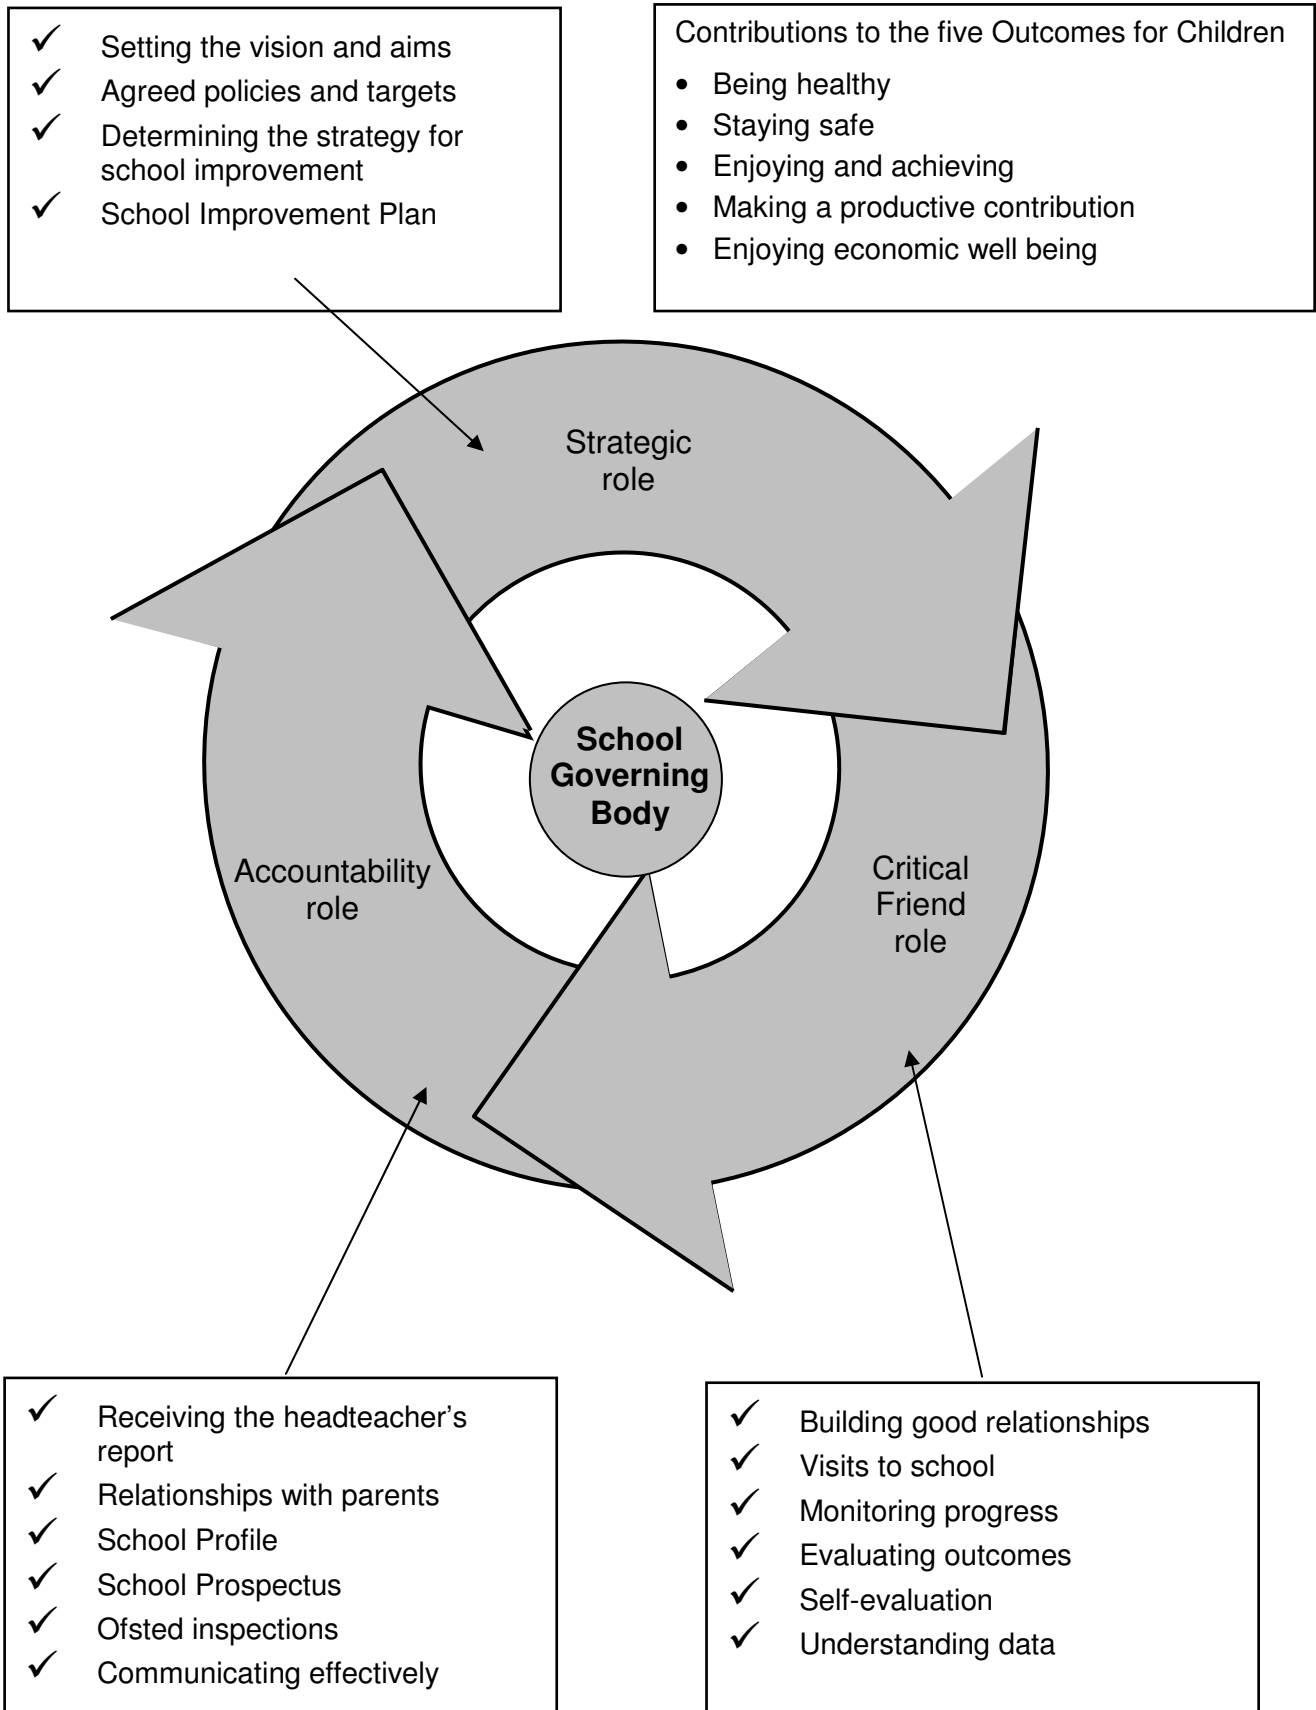 ✓ Setting the vision and aims
✓ Agreed policies and targets
✓ Determining the strategy for
school improvement
✓ School Improvement Plan
Contributions to the five Outcomes for Children
• Being healthy
• Staying safe
• Enjoying and achieving
• Making a productive contribution
• Enjoying economic well being
Strategic
role
School
Governing
Body
Accountability
role
Critical
Friend
role
✓ Receiving the headteacher's
report
✓ Relationships with parents
✓ School Profile
✓ School Prospectus
✓ Ofsted inspections
✓ Communicating effectively
✓ Building good relationships
✓ Visits to school
✓ Monitoring progress
✓ Evaluating outcomes
✓ Self-evaluation
✓ Understanding data